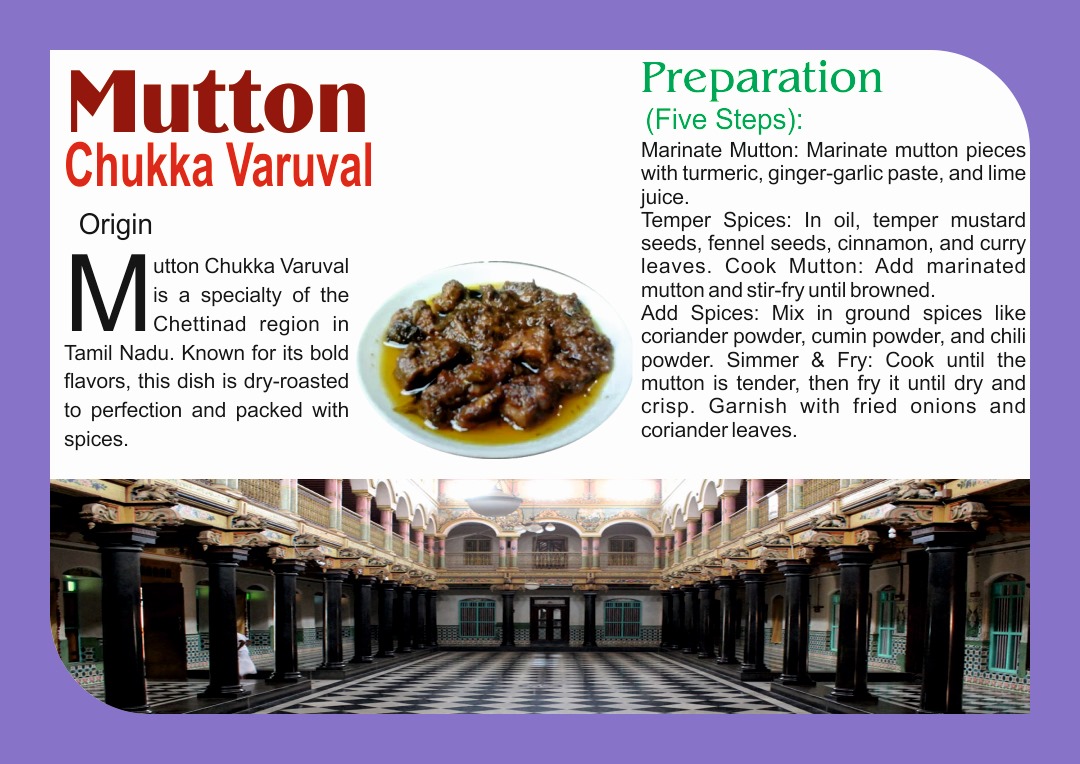 Mutton
Chukka Varuval
Origin
Mutton Chukka Varuval
is a specialty of the
Chettinad region in
Tamil Nadu. Known for its bold
flavors, this dish is dry-roasted
to perfection and packed with
spices.
Preparation
(Five Steps):
Marinate Mutton: Marinate mutton pieces
with turmeric, ginger-garlic paste, and lime
juice.
Temper Spices: In oil, temper mustard
seeds, fennel seeds, cinnamon, and curry
leaves. Cook Mutton: Add marinated
mutton and stir-fry until browned.
Add Spices: Mix in ground spices like
coriander powder, cumin powder, and chili
powder. Simmer & Fry: Cook until the
mutton is tender, then fry it until dry and
crisp. Garnish with fried onions and
coriander leaves.